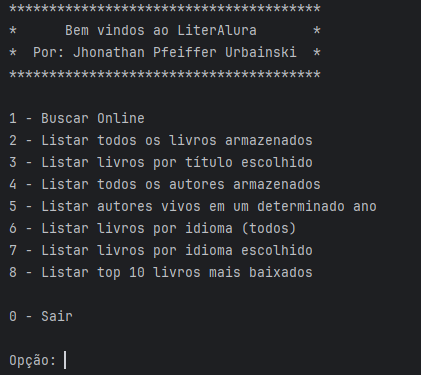 ***************************************
*      Bem vindos ao LiterAlura       *
*  Por: Jhonathan Pfeiffer Urbainski  *
***************************************
1 - Buscar Online
2 - Listar todos os livros armazenados
3 - Listar livros por título escolhido
4 - Listar todos os autores armazenados
5 - Listar autores vivos em um determinado ano
6 - Listar livros por idioma (todos)
7 - Listar livros por idioma escolhido
8 - Listar top 10 livros mais baixados
0 - Sair
Opção: